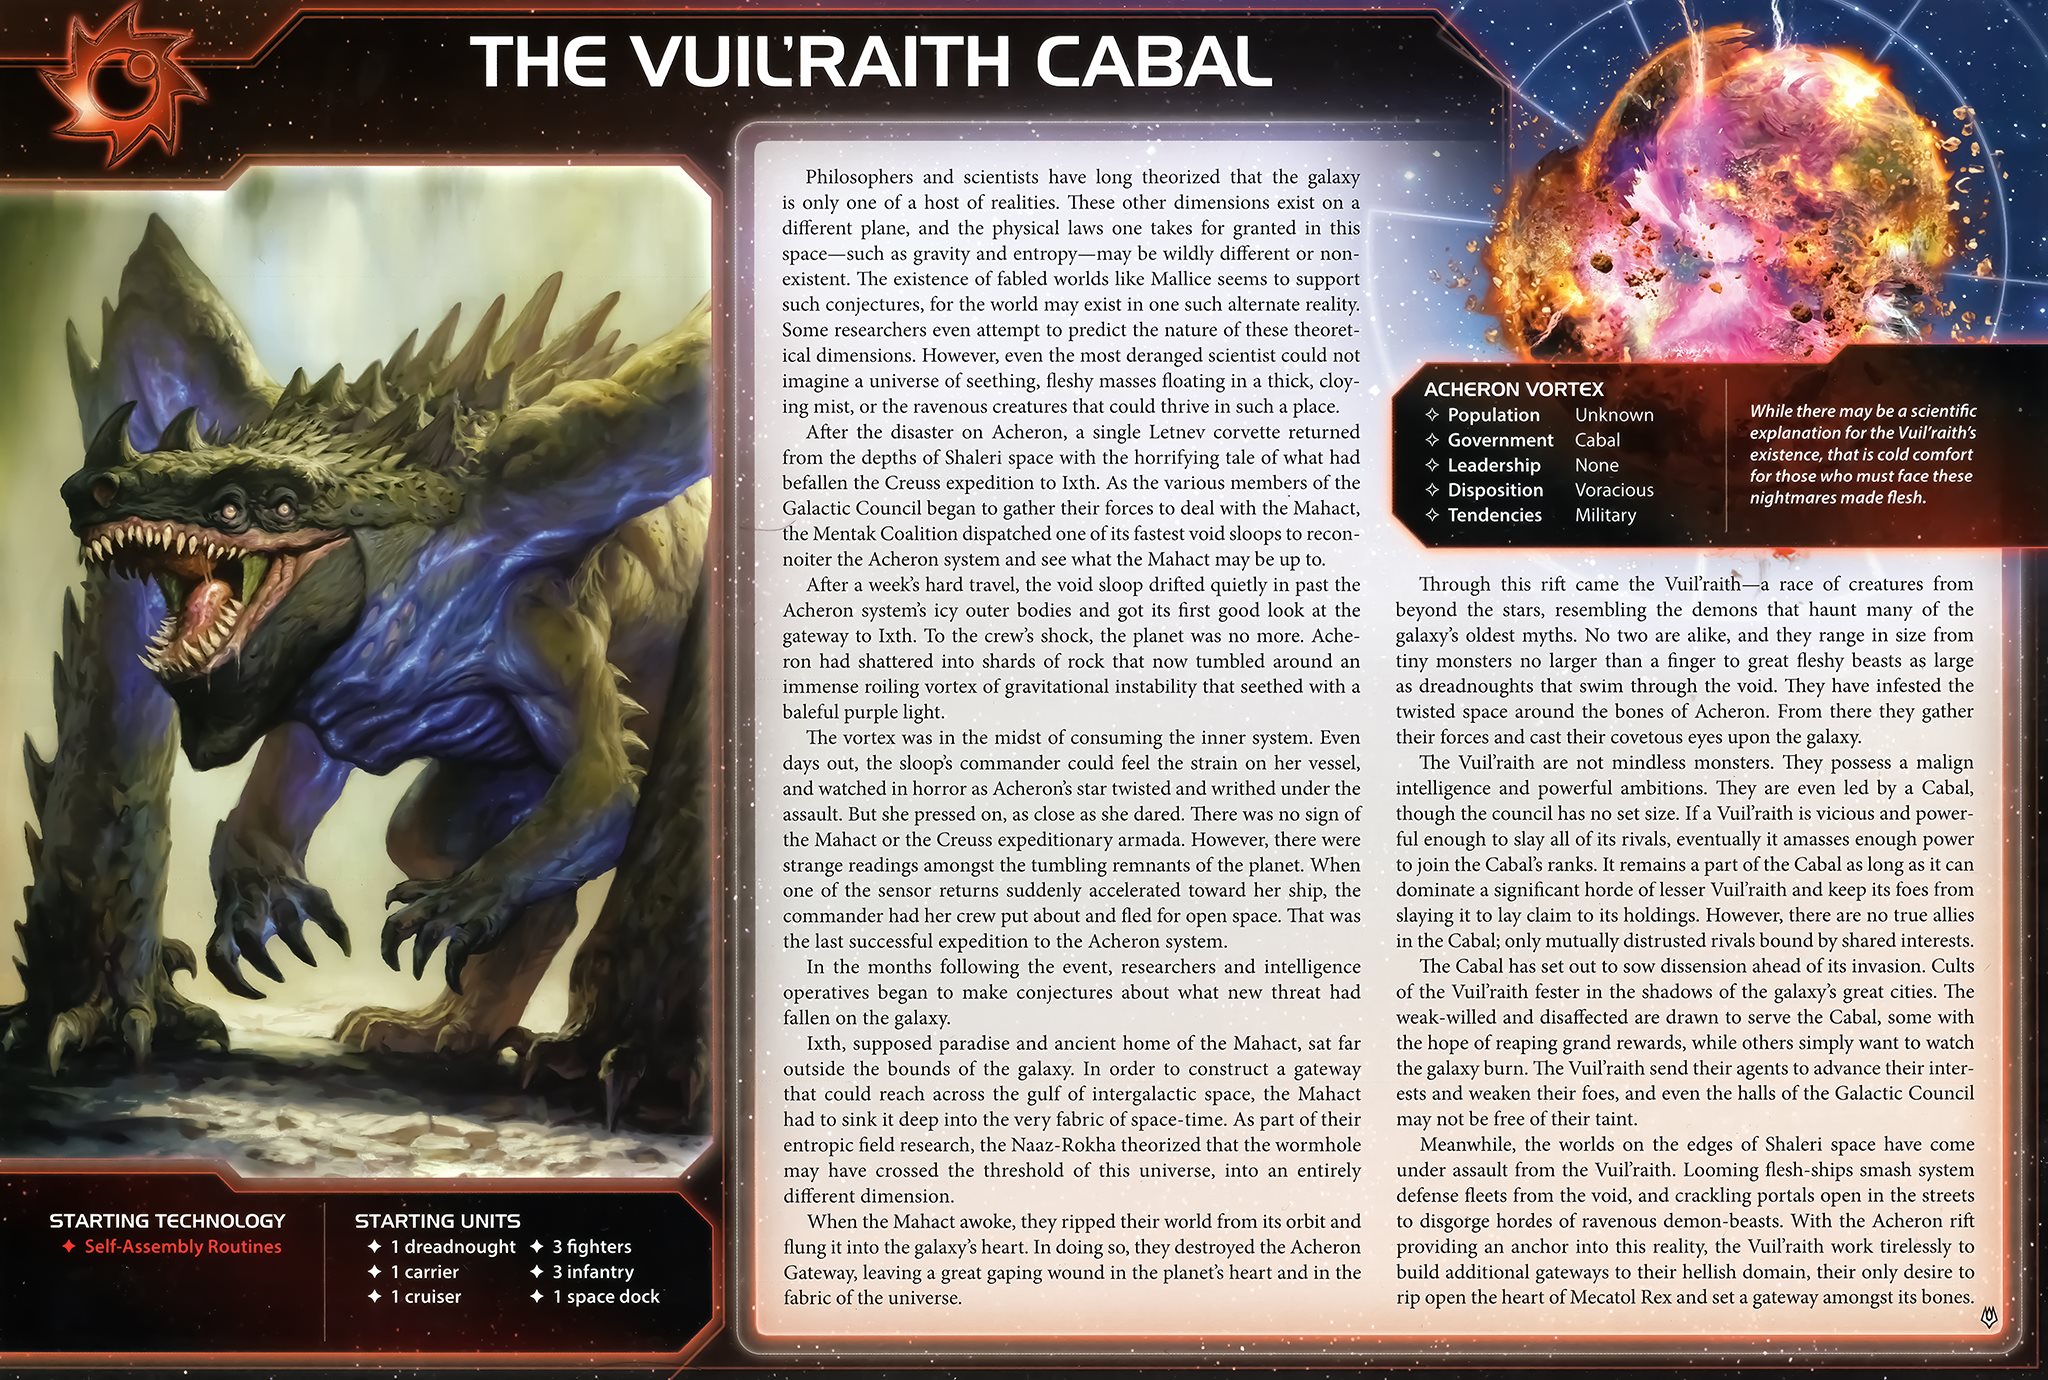 THE VUIL'RAITH CABAL
Philosophers and scientists have long theorized that the galaxy
is only one of a host of realities. These other dimensions exist on a
different plane, and the physical laws one takes for granted in this
space—such as gravity and entropy—may be wildly different or non-
existent. The existence of fabled worlds like Mallice seems to support
such conjectures, for the world may exist in one such alternate reality.
Some researchers even attempt to predict the nature of these theoret-
ical dimensions. However, even the most deranged scientist could not
imagine a universe of seething, fleshy masses floating in a thick, cloy-
ing mist, or the ravenous creatures that could thrive in such a place.
After the disaster on Acheron, a single Letnev corvette returned
from the depths of Shaleri space with the horrifying tale of what had
befallen the Creuss expedition to Ixth. As the various members of the
Galactic Council began to gather their forces to deal with the Mahact,
the Mentak Coalition dispatched one of its fastest void sloops to recon-
noiter the Acheron system and see what the Mahact may be up to.
After a week's hard travel, the void sloop drifted quietly in past the
Acheron system's icy outer bodies and got its first good look at the
gateway to Ixth. To the crew's shock, the planet was no more. Ache-
ron had shattered into shards of rock that now tumbled around an
immense roiling vortex of gravitational instability that seethed with a
baleful purple light.
The vortex was in the midst of consuming the inner system. Even
days out, the sloop's commander could feel the strain on her vessel,
and watched in horror as Acheron's star twisted and writhed under the
assault. But she pressed on, as close as she dared. There was no sign of
the Mahact or the Creuss expeditionary armada. However, there were
strange readings amongst the tumbling remnants of the planet. When
one of the sensor returns suddenly accelerated toward her ship, the
commander had her crew put about and fled for open space. That was
the last successful expedition to the Acheron system.
In the months following the event, researchers and intelligence
operatives began to make conjectures about what new threat had
fallen on the galaxy.
Ixth, supposed paradise and ancient home of the Mahact, sat far
outside the bounds of the galaxy. In order to construct a gateway
that could reach across the gulf of intergalactic space, the Mahact
had to sink it deep into the very fabric of space-time. As part of their
entropic field research, the Naaz-Rokha theorized that the wormhole
may have crossed the threshold of this universe, into an entirely
different dimension.
When the Mahact awoke, they ripped their world from its orbit and
flung it into the galaxy's heart. In doing so, they destroyed the Acheron
Gateway, leaving a great gaping wound in the planet's heart and in the
fabric of the universe.
ACHERON VORTEX
Population Unknown
Government Cabal
Leadership None
Disposition Voracious
Tendencies Military
While there may be a scientific
explanation for the Vuil'raith's
existence, that is cold comfort
for those who must face these
nightmares made flesh.
Through this rift came the Vuil'raith—a race of creatures from
beyond the stars, resembling the demons that haunt many of the
galaxy's oldest myths. No two are alike, and they range in size from
tiny monsters no larger than a finger to great fleshy beasts as large
as dreadnoughts that swim through the void. They have infested the
twisted space around the bones of Acheron. From there they gather
their forces and cast their covetous eyes upon the galaxy.
The Vuil'raith are not mindless monsters. They possess a malign
intelligence and powerful ambitions. They are even led by a Cabal,
though the council has no set size. If a Vuil'raith is vicious and power-
ful enough to slay all of its rivals, eventually it amasses enough power
to join the Cabal's ranks. It remains a part of the Cabal as long as it can
dominate a significant horde of lesser Vuil'raith and keep its foes from
slaying it to lay claim to its holdings. However, there are no true allies
in the Cabal; only mutually distrusted rivals bound by shared interests.
The Cabal has set out to sow dissension ahead of its invasion. Cults
of the Vuil'raith fester in the shadows of the galaxy's great cities. The
weak-willed and disaffected are drawn to serve the Cabal, some with
the hope of reaping grand rewards, while others simply want to watch
the galaxy burn. The Vuil'raith send their agents to advance their inter-
ests and weaken their foes, and even the halls of the Galactic Council
may not be free of their taint.
Meanwhile, the worlds on the edges of Shaleri space have come
under assault from the Vuil'raith. Looming flesh-ships smash system
defense fleets from the void, and crackling portals open in the streets
to disgorge hordes of ravenous demon-beasts. With the Acheron rift
providing an anchor into this reality, the Vuil'raith work tirelessly to
build additional gateways to their hellish domain, their only desire to
rip open the heart of Mecatol Rex and set a gateway amongst its bones.
STARTING TECHNOLOGY
Self-Assembly Routines
STARTING UNITS
1 dreadnought
1 carrier
1 cruiser
3 fighters
3 infantry
1 space dock